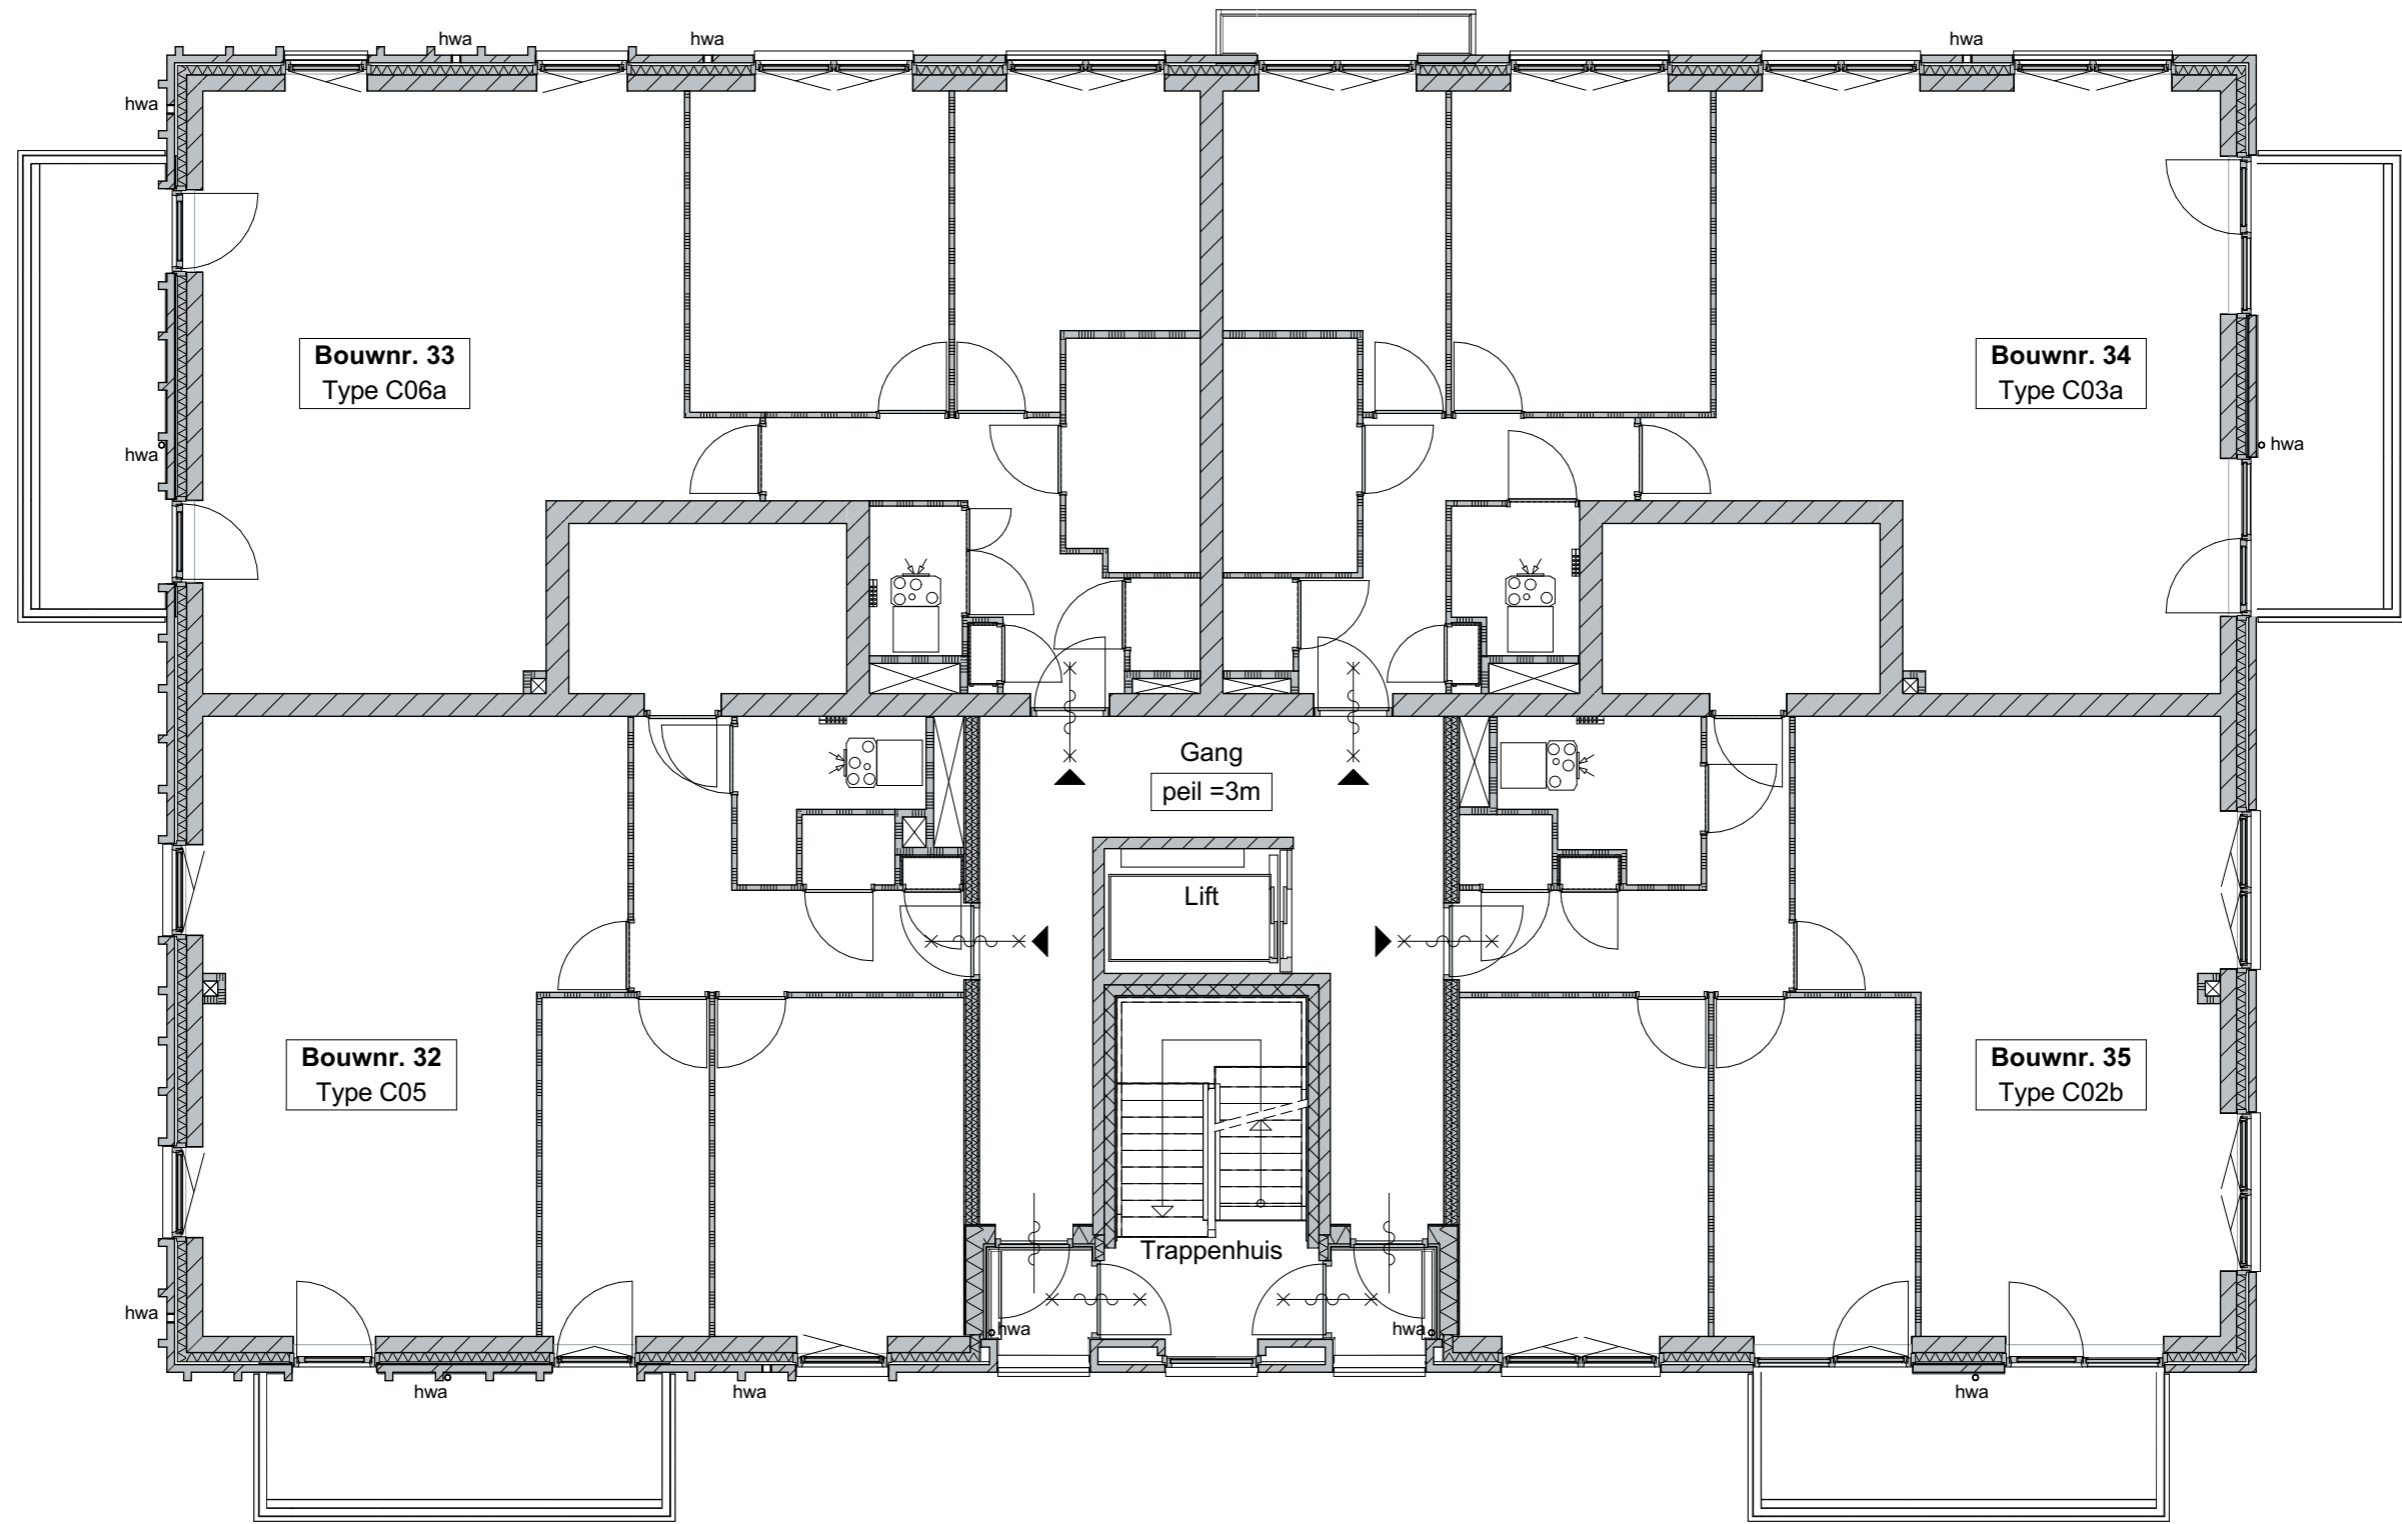 hwa
hwa
hwa
hwa
Bouwnr. 33
Type C06a
Bouwnr. 34
Type C03a
hwa
hwa
Gang
peil =3m
Lift
Bouwnr. 32
Type C05
Bouwnr. 35
Type C02b
Trappenhuis
hwa
hwa
hwa
hwa
hwa
hwa